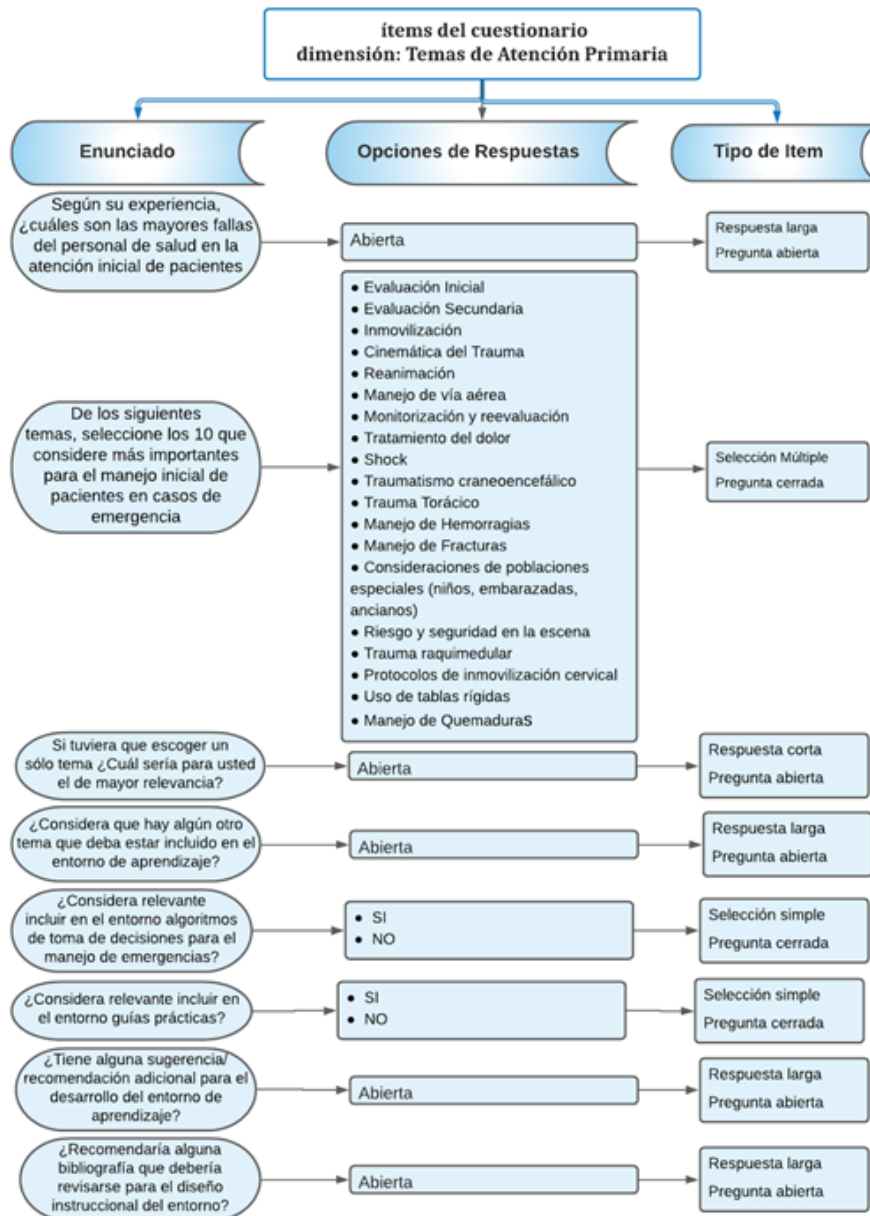 ítems del cuestionario
dimensión: Temas de Atención Primaria
Enunciado
Opciones de Respuestas
Tipo de Item
Según su experiencia,
¿cuáles son las mayores fallas
del personal de salud en la
atención inicial de pacientes
Abierta
Respuesta larga
Pregunta abierta
De los siguientes
temas, seleccione los 10 que
considere más importantes
para el manejo inicial de
pacientes en casos de
emergencia
● Evaluación Inicial
● Evaluación Secundaria
● Inmovilización
● Cinemática del Trauma
● Reanimación
● Manejo de vía aérea
● Monitorización y reevaluación
● Tratamiento del dolor
● Shock
● Traumatismo craneoencefálico
● Trauma Torácico
● Manejo de Hemorragias
● Manejo de Fracturas
● Consideraciones de poblaciones
especiales (niños, embarazadas,
ancianos)
● Riesgo y seguridad en la escena
● Trauma raquimedular
● Protocolos de inmovilización cervical
● Uso de tablas rígidas
● Manejo de Quemaduras
Selección Múltiple
Pregunta cerrada
Si tuviera que escoger un
sólo tema ¿Cuál sería para usted
el de mayor relevancia?
Abierta
Respuesta corta
Pregunta abierta
¿Considera que hay algún otro
tema que deba estar incluido en el
entorno de aprendizaje?
Abierta
Respuesta larga
Pregunta abierta
¿Considera relevante
incluir en el entorno algoritmos
de toma de decisiones para el
manejo de emergencias?
● SI
● NO
Selección simple
Pregunta cerrada
¿Considera relevante incluir en
el entorno guías prácticas?
● SI
● NO
Selección simple
Pregunta cerrada
¿Tiene alguna sugerencia/
recomendación adicional para el
desarrollo del entorno de
aprendizaje?
Abierta
Respuesta larga
Pregunta abierta
¿Recomendaría alguna
bibliografía que debería
revisarse para el diseño
instruccional del entorno?
Abierta
Respuesta larga
Pregunta abierta